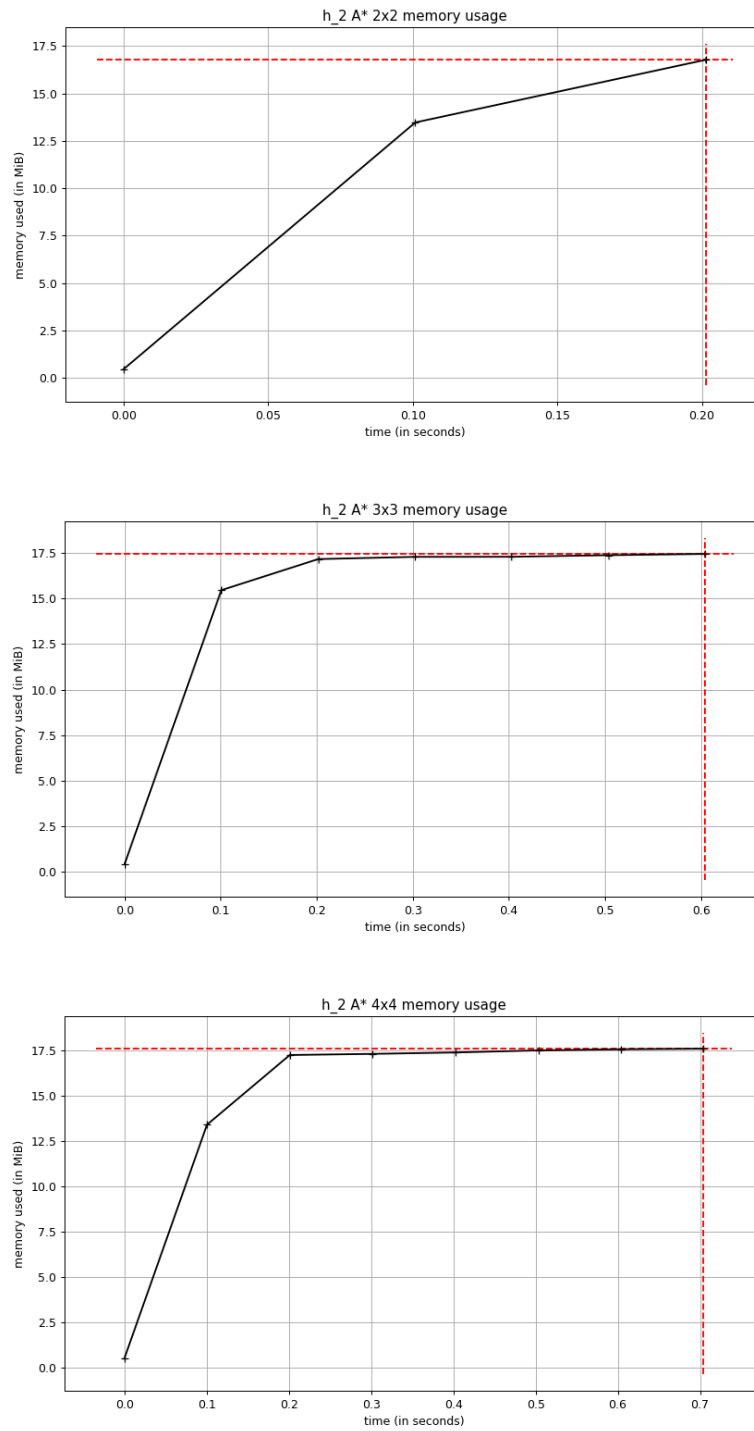 h_2 A* 2x2 memory usage
17.5
15.0
12.5
10.0
7.5
5.0
2.5
0.0
memory used (in MiB)
0.00 0.05 0.10 0.15 0.20
time (in seconds)
h_2 A* 3x3 memory usage
17.5
15.0
12.5
10.0
7.5
5.0
2.5
0.0
memory used (in MiB)
0.0 0.1 0.2 0.3 0.4 0.5 0.6
time (in seconds)
h_2 A* 4x4 memory usage
17.5
15.0
12.5
10.0
7.5
5.0
2.5
0.0
memory used (in MiB)
0.0 0.1 0.2 0.3 0.4 0.5 0.6 0.7
time (in seconds)